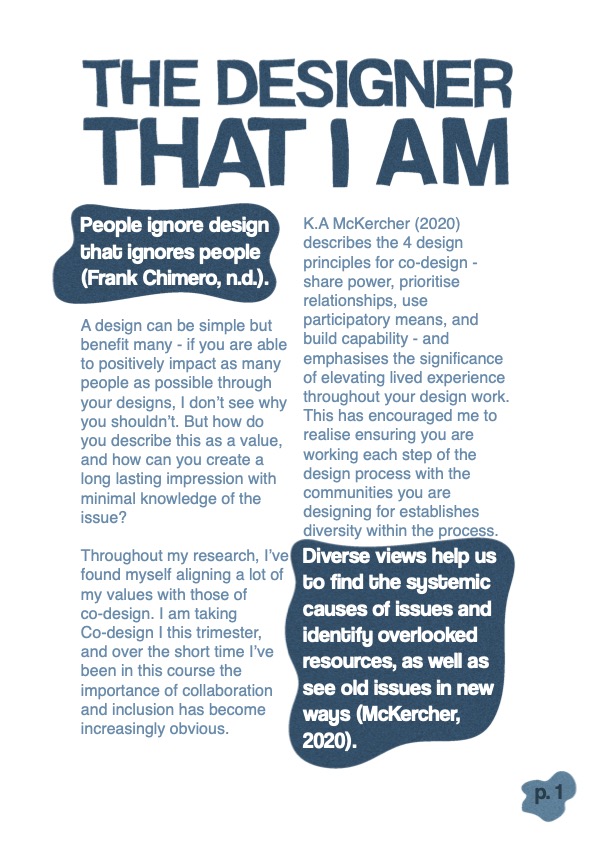 THE DESIGNER
THAT I AM
People ignore design
that ignores people
(Frank Chimero, n.d.).
A design can be simple but
benefit many - if you are able
to positively impact as many
people as possible through
your designs, I don't see why
you shouldn't. But how do
you describe this as a value,
and how can you create a
long lasting impression with
minimal knowledge of the
issue?
Throughout my research, I've
found myself aligning a lot of
my values with those of
co-design. I am taking
Co-design I this trimester,
and over the short time I've
been in this course the
importance of collaboration
and inclusion has become
increasingly obvious.
K.A McKercher (2020)
describes the 4 design
principles for co-design -
share power, prioritise
relationships, use
participatory means, and
build capability - and
emphasises the significance
of elevating lived experience
throughout your design work.
This has encouraged me to
realise ensuring you are
working each step of the
design process with the
communities you are
designing for establishes
diversity within the process.
Diverse views help us
to find the systemic
causes of issues and
identify overlooked
resources, as well as
see old issues in new
ways (McKercher,
2020).
p. 1